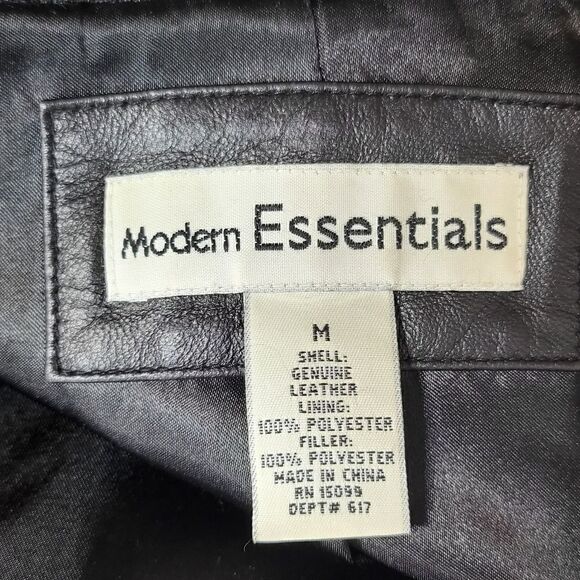 Modern Essentials
M
SHELL:
GENUINE
LEATHER
LINING:
100% POLYESTER
FILLER:
100% POLYESTER
MADE IN CHINA
RN 15099
DEPT# 617